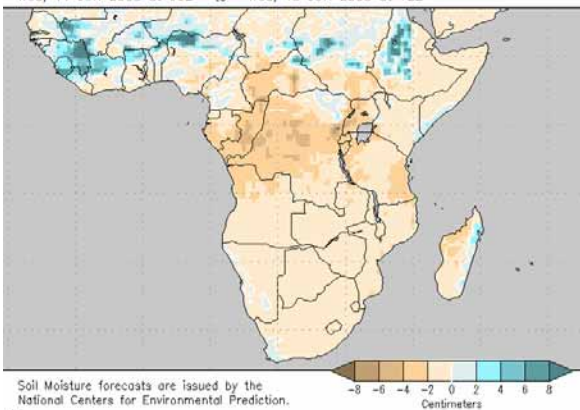 Soil Moisture forecasts are issued by the
National Centers for Environmental Prediction.
-8 -6 -4 -2 0 2 4 6 8
Centimeters